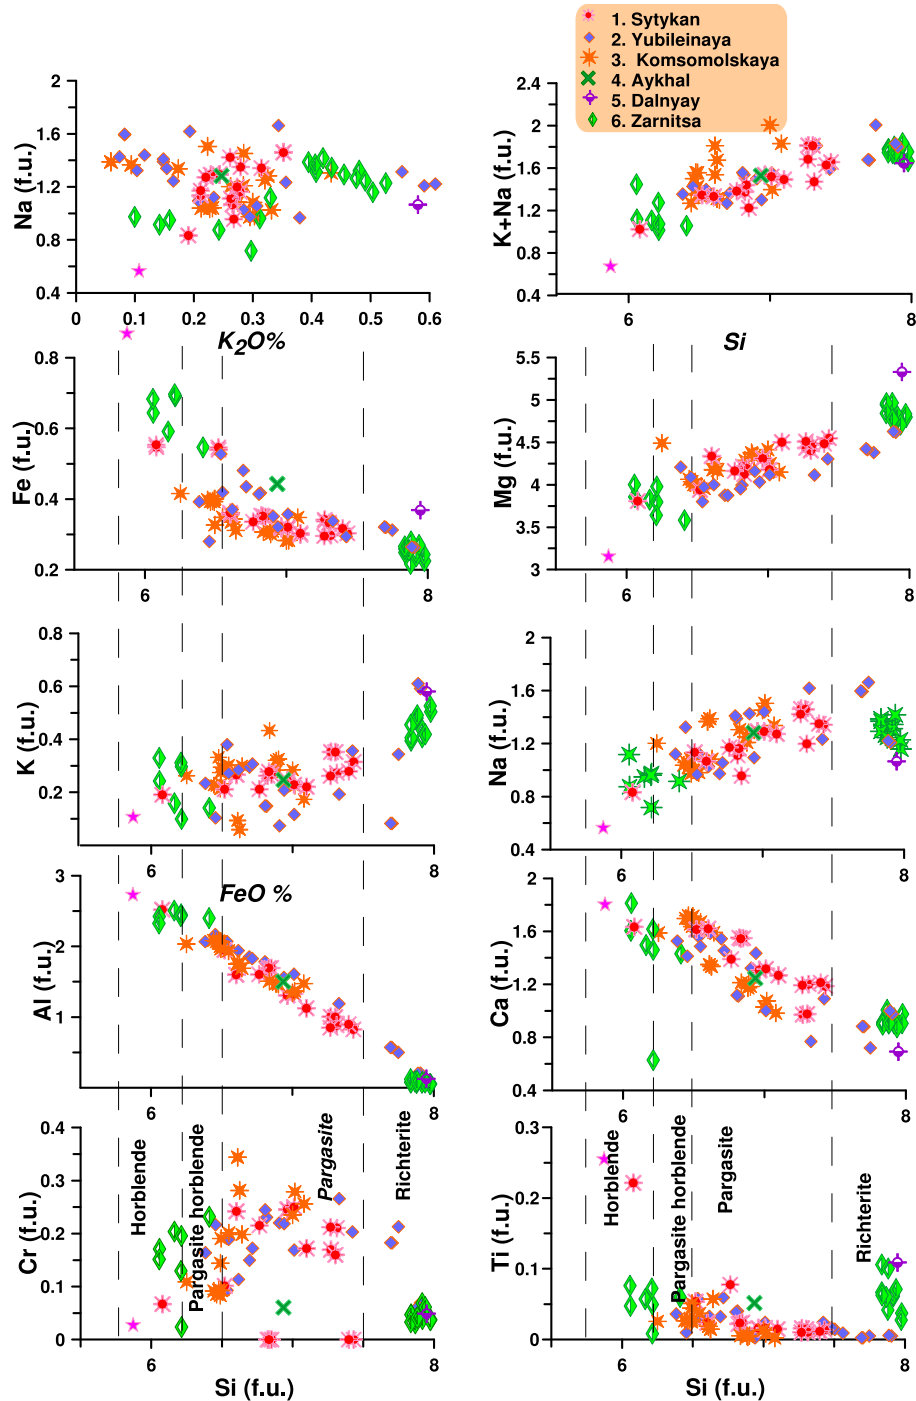 1. Sytykan
2. Yubileinaya
3. Komsomolskaya
4. Aykhal
5. Dalnyay
6. Zarnitsa
Na (f.u.)
2
1.6
1.2
0.8
0.4
0 0.1 0.2 0.3 0.4 0.5 0.6
K2O%
K+Na (f.u.)
2.4
2
1.6
1.2
0.8
0.4
6 8
Si
Fe (f.u.)
0.8
0.6
0.4
0.2
6 8
Mg (f.u.)
5.5
5
4.5
4
3.5
3
6 8
K (f.u.)
0.8
0.6
0.4
0.2
6 8
FeO %
Na (f.u.)
2
1.6
1.2
0.8
0.4
6 8
Al (f.u.)
3
2
1
6 8
Ca (f.u.)
2
1.6
1.2
0.8
0.4
6 8
Cr (f.u.)
0.4
0.3
0.2
0.1
0
6 8
Si (f.u.)
Horblende
Pargasite horblende
Pargasite
Richterite
Ti (f.u.)
0.3
0.2
0.1
0
6 8
Si (f.u.)
Horblende
Pargasite horblende
Pargasite
Richterite